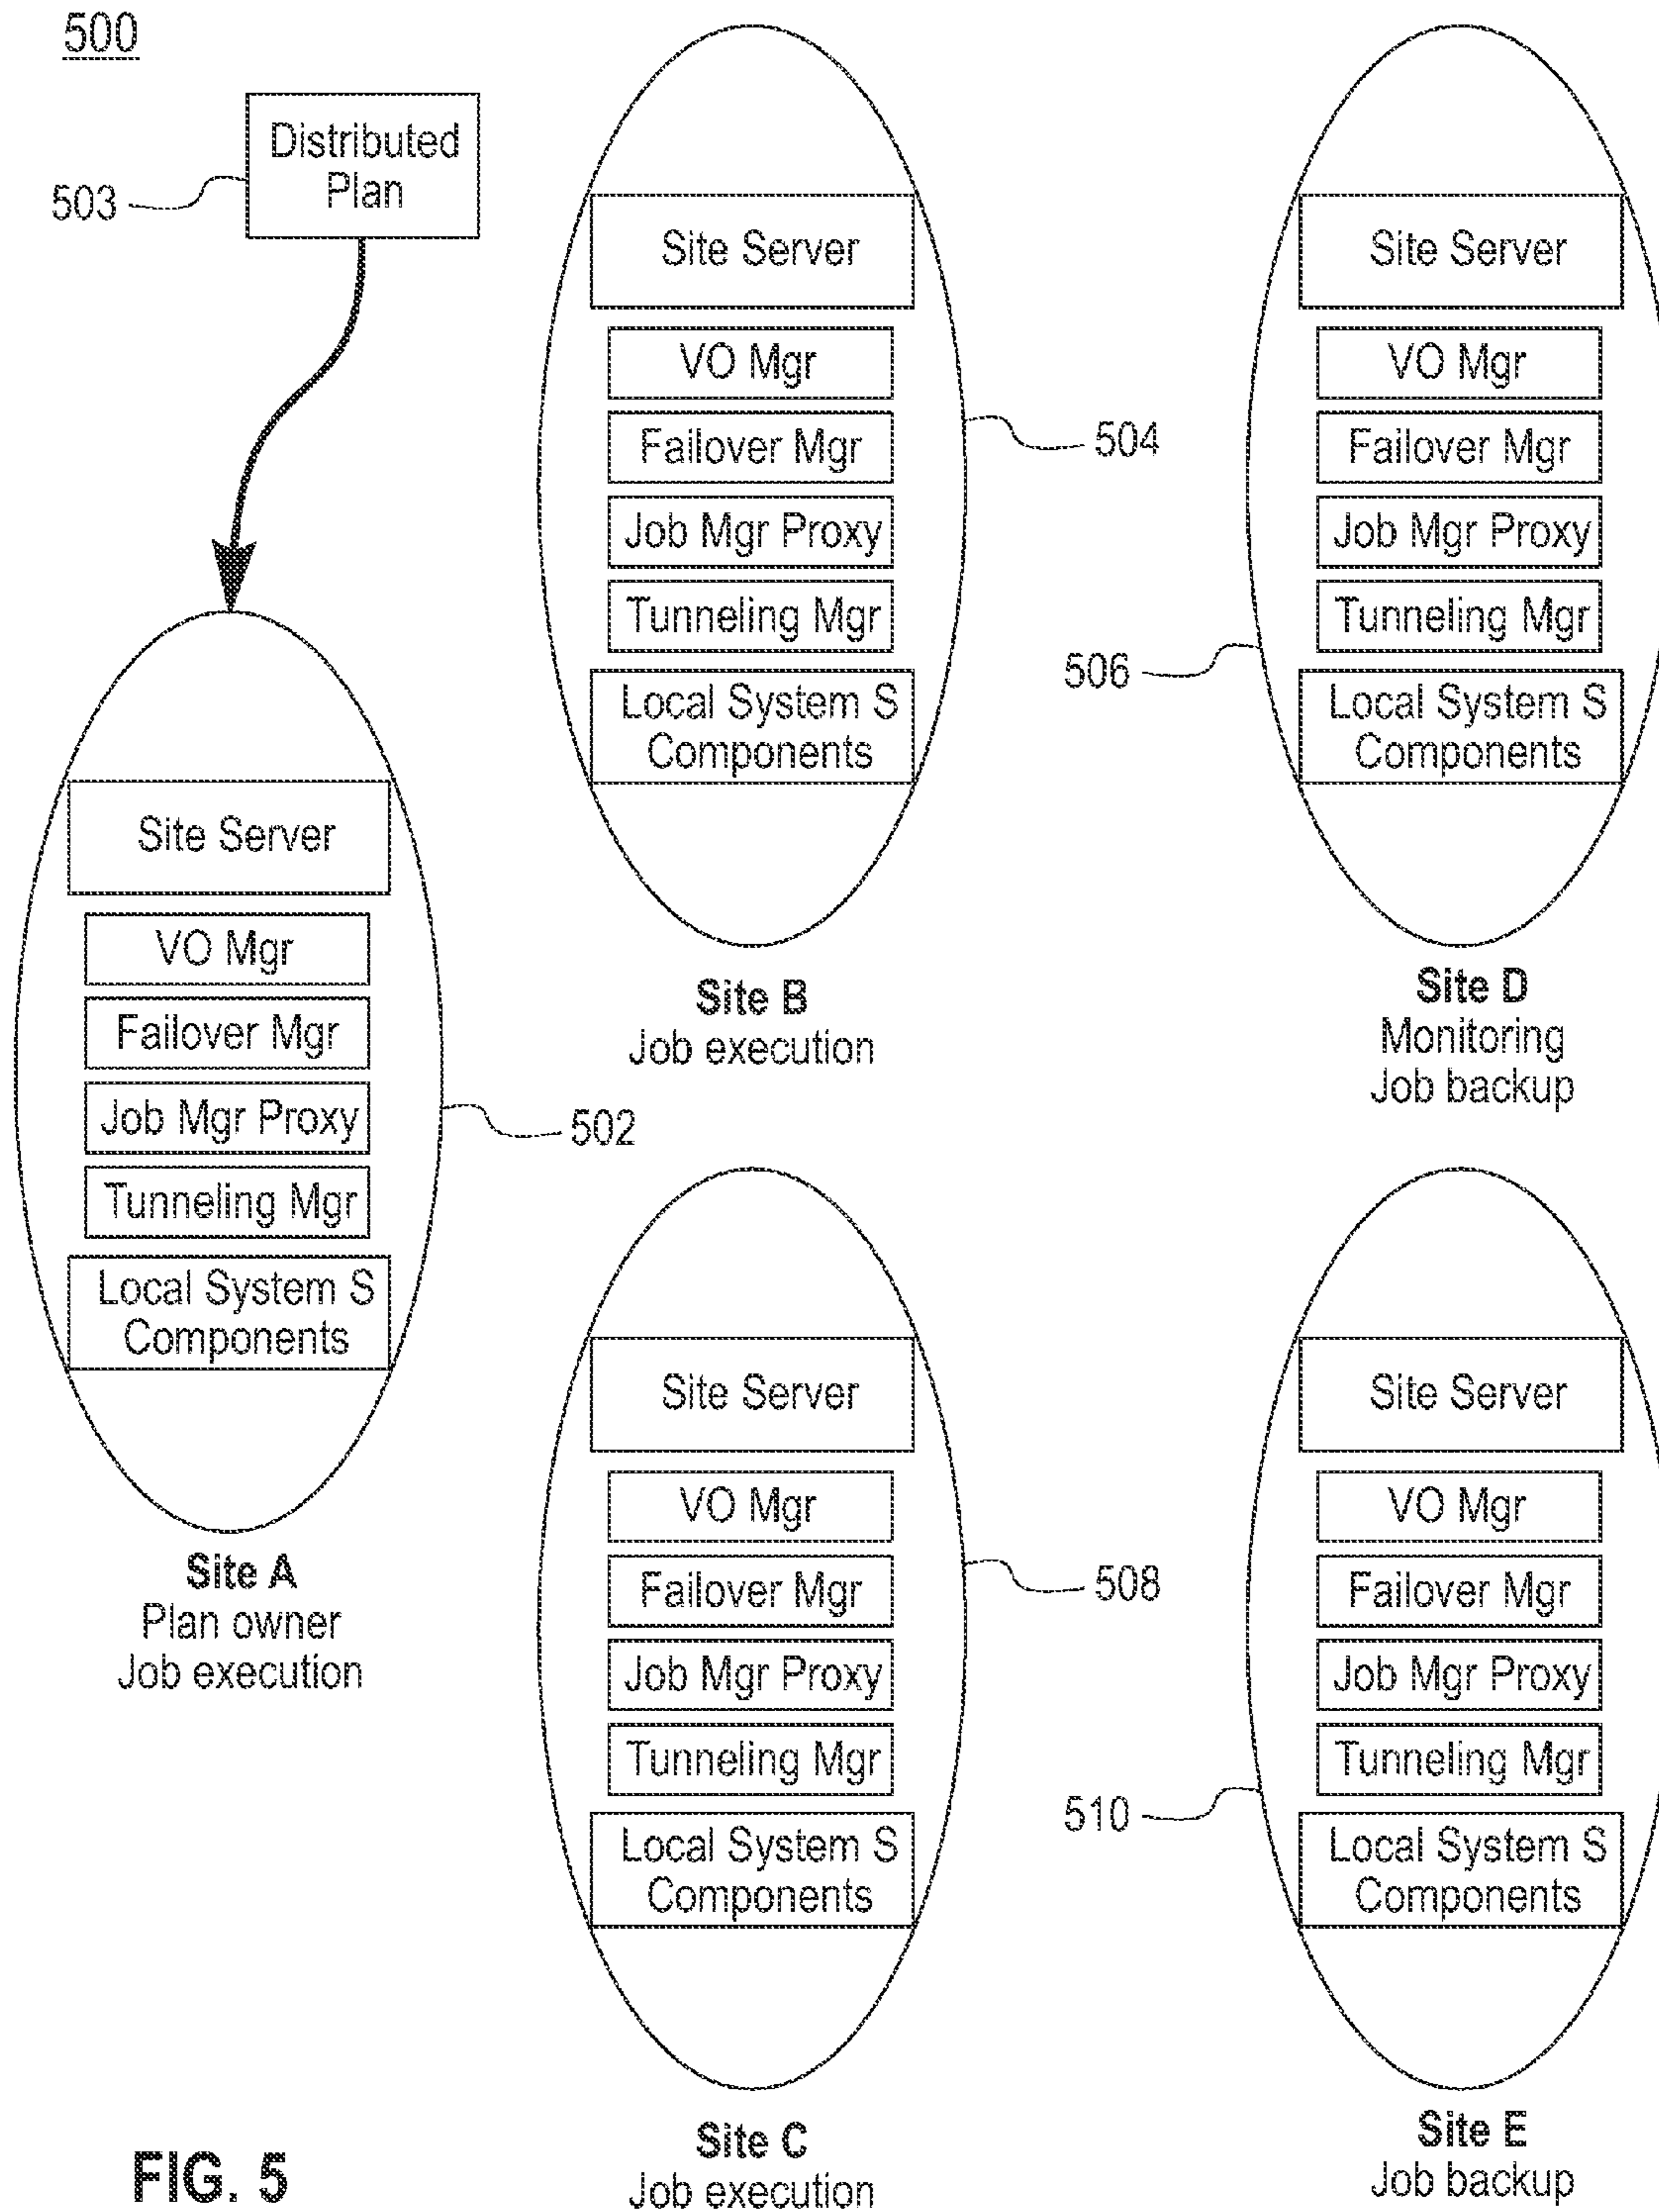 500
Distributed
Plan
503
Site Server
VO Mgr
Failover Mgr
Job Mgr Proxy
Tunneling Mgr
Local System S
Components
502
Site A
Plan owner
Job execution
Site Server
VO Mgr
Failover Mgr
Job Mgr Proxy
Tunneling Mgr
Local System S
Components
504
Site B
Job execution
Site Server
VO Mgr
Failover Mgr
Job Mgr Proxy
Tunneling Mgr
Local System S
Components
506
Site D
Monitoring
Job backup
Site Server
VO Mgr
Failover Mgr
Job Mgr Proxy
Tunneling Mgr
Local System S
Components
508
Site C
Job execution
Site Server
VO Mgr
Failover Mgr
Job Mgr Proxy
Tunneling Mgr
Local System S
Components
510
Site E
Job backup
FIG. 5